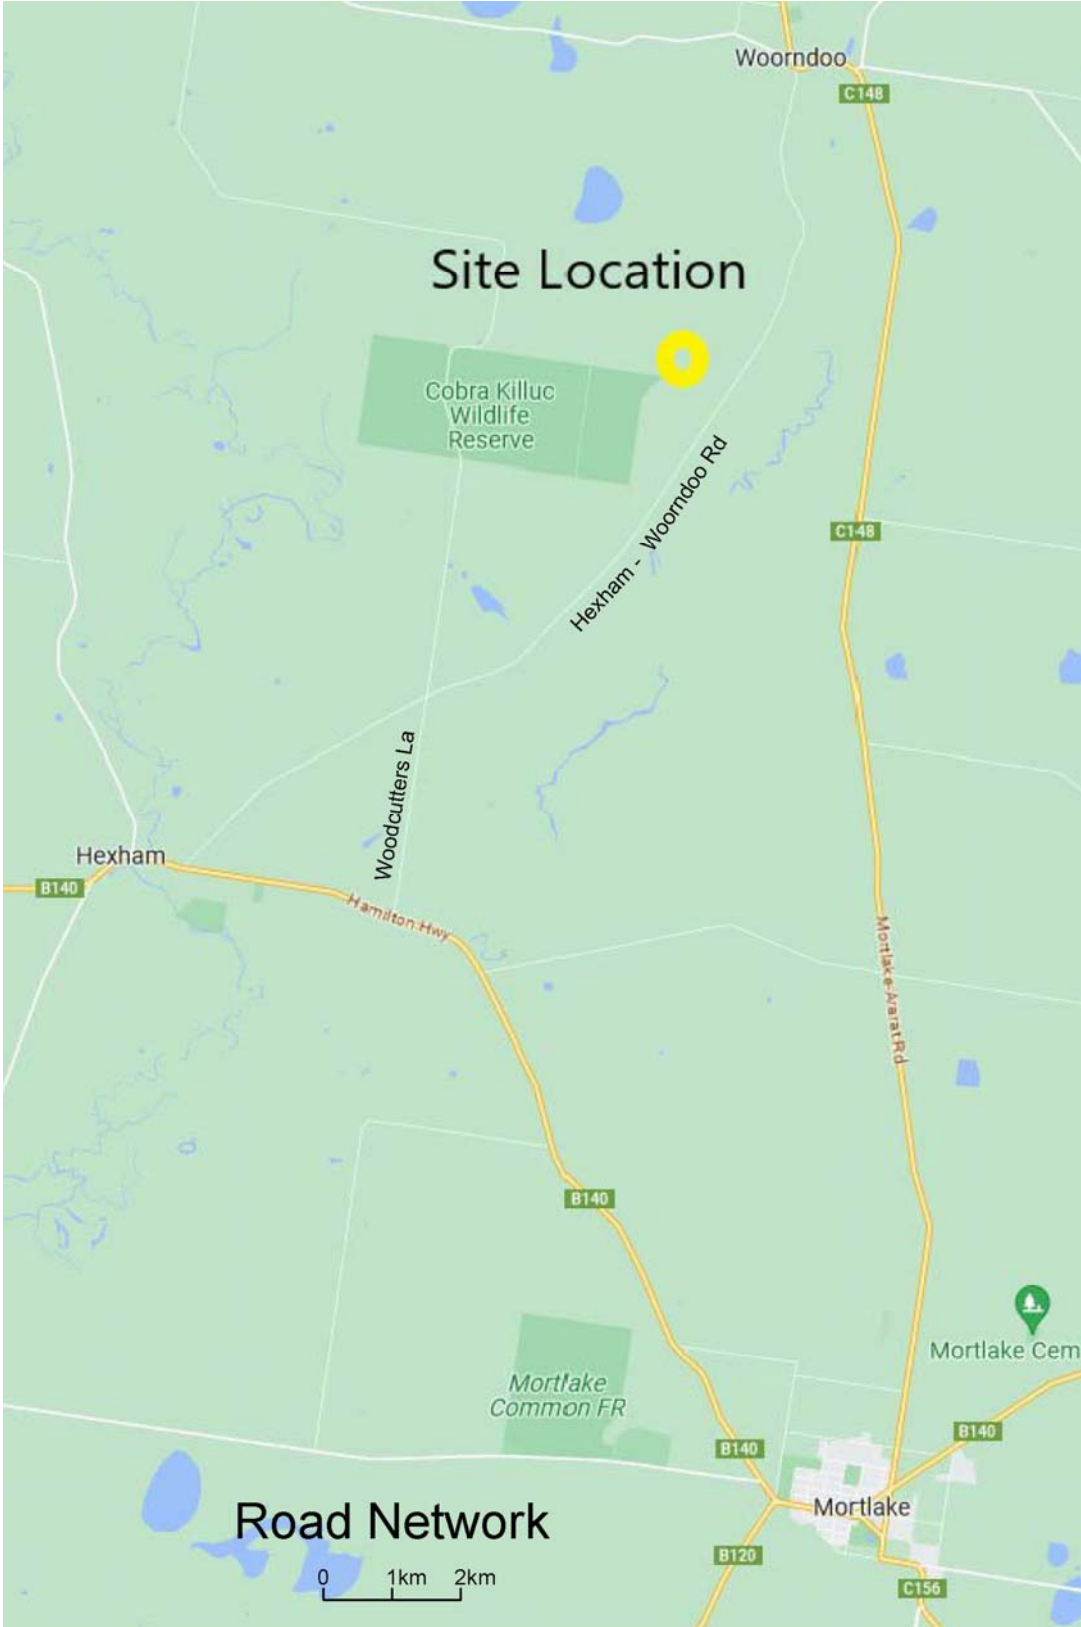 Woorndoo
C148
Site Location
Cobra Killuc
Wildlife
Reserve
Hexham - Woorndoo Rd
C148
Woodcutters La
Hexham
B140
Hamilton Hwy
Mortlake-Ararat Rd
B140
Mortlake Cem
Mortlake
Common FR
B140
B140
Mortlake
Road Network
B120
0 1km 2km
C156